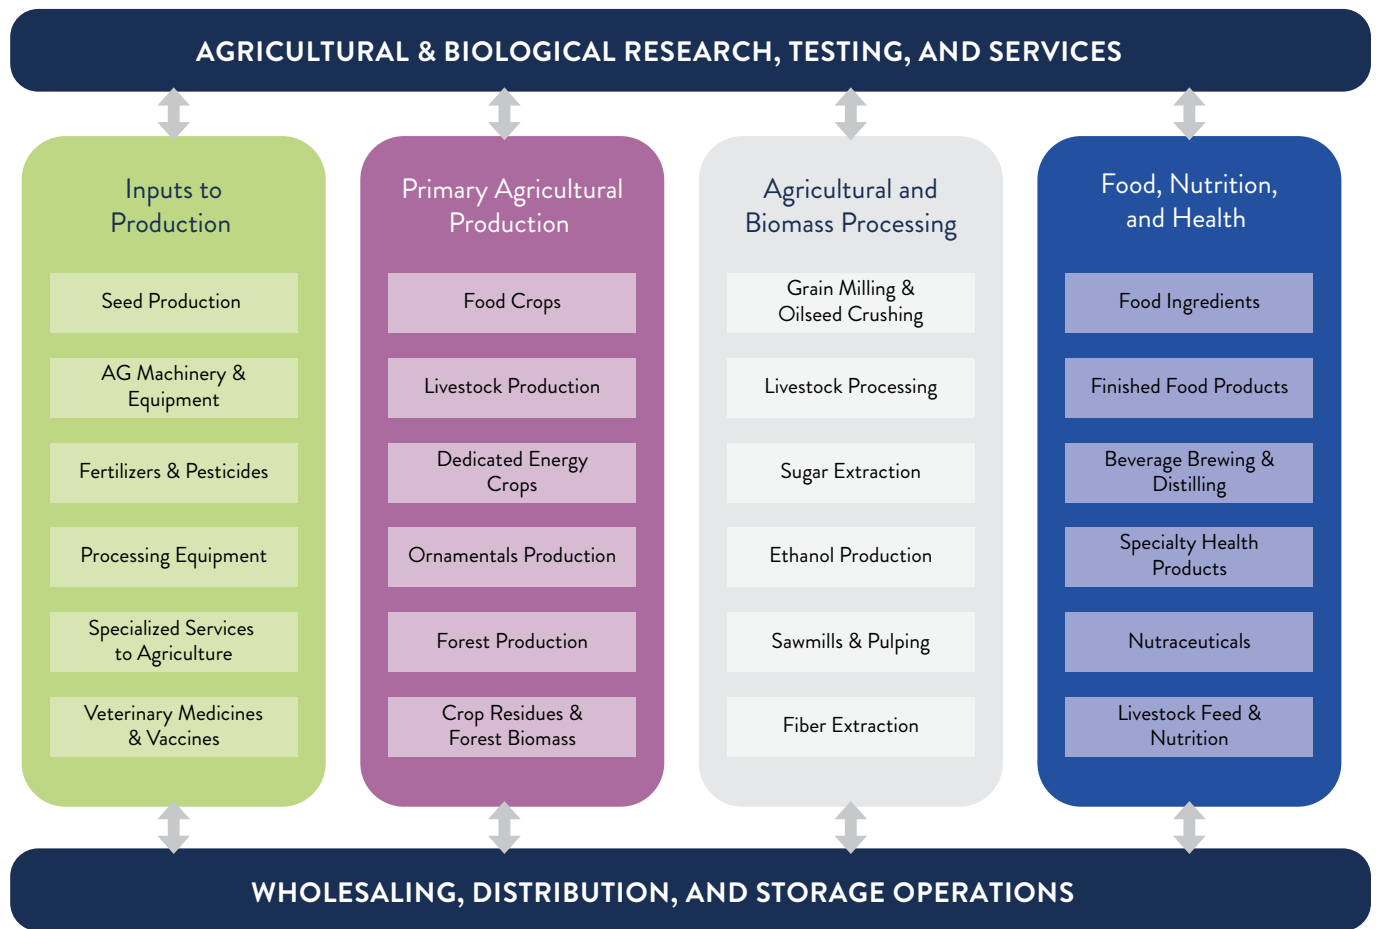 AGRICULTURAL & BIOLOGICAL RESEARCH, TESTING, AND SERVICES
Inputs to
Production
Seed Production
AG Machinery &
Equipment
Fertilizers & Pesticides
Processing Equipment
Specialized Services
to Agriculture
Veterinary Medicines
& Vaccines
Primary Agricultural
Production
Food Crops
Livestock Production
Dedicated Energy
Crops
Ornamentals Production
Forest Production
Crop Residues &
Forest Biomass
Agricultural and
Biomass Processing
Grain Milling &
Oilseed Crushing
Livestock Processing
Sugar Extraction
Ethanol Production
Sawmills & Pulping
Fiber Extraction
Food, Nutrition,
and Health
Food Ingredients
Finished Food Products
Beverage Brewing &
Distilling
Specialty Health
Products
Nutraceuticals
Livestock Feed &
Nutrition
WHOLESALING, DISTRIBUTION, AND STORAGE OPERATIONS